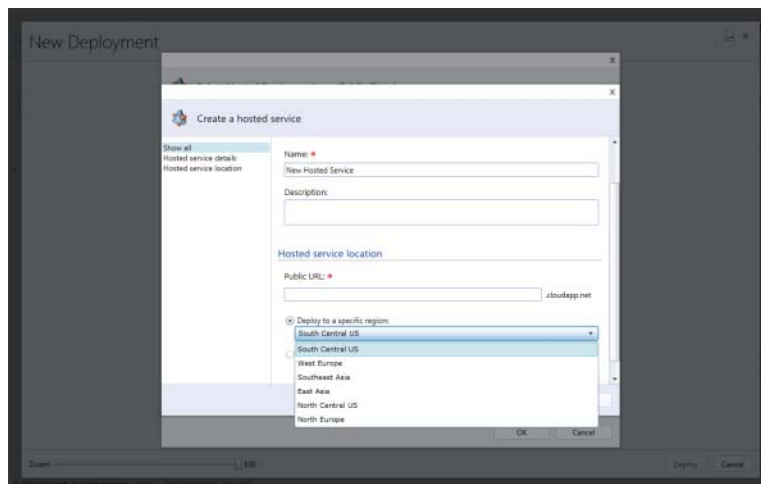 New Deployment
x
x
Create a hosted service
Show all
Hosted service details
Hosted service location
Name: *
New Hosted Service
Description:
Hosted service location
Public URL: *
.cloudapp.net
Deploy to a specific region:
South Central US
South Central US
West Europe
Southeast Asia
East Asia
North Central US
North Europe
OK Cancel
Zoom: 100
Deploy Cancel